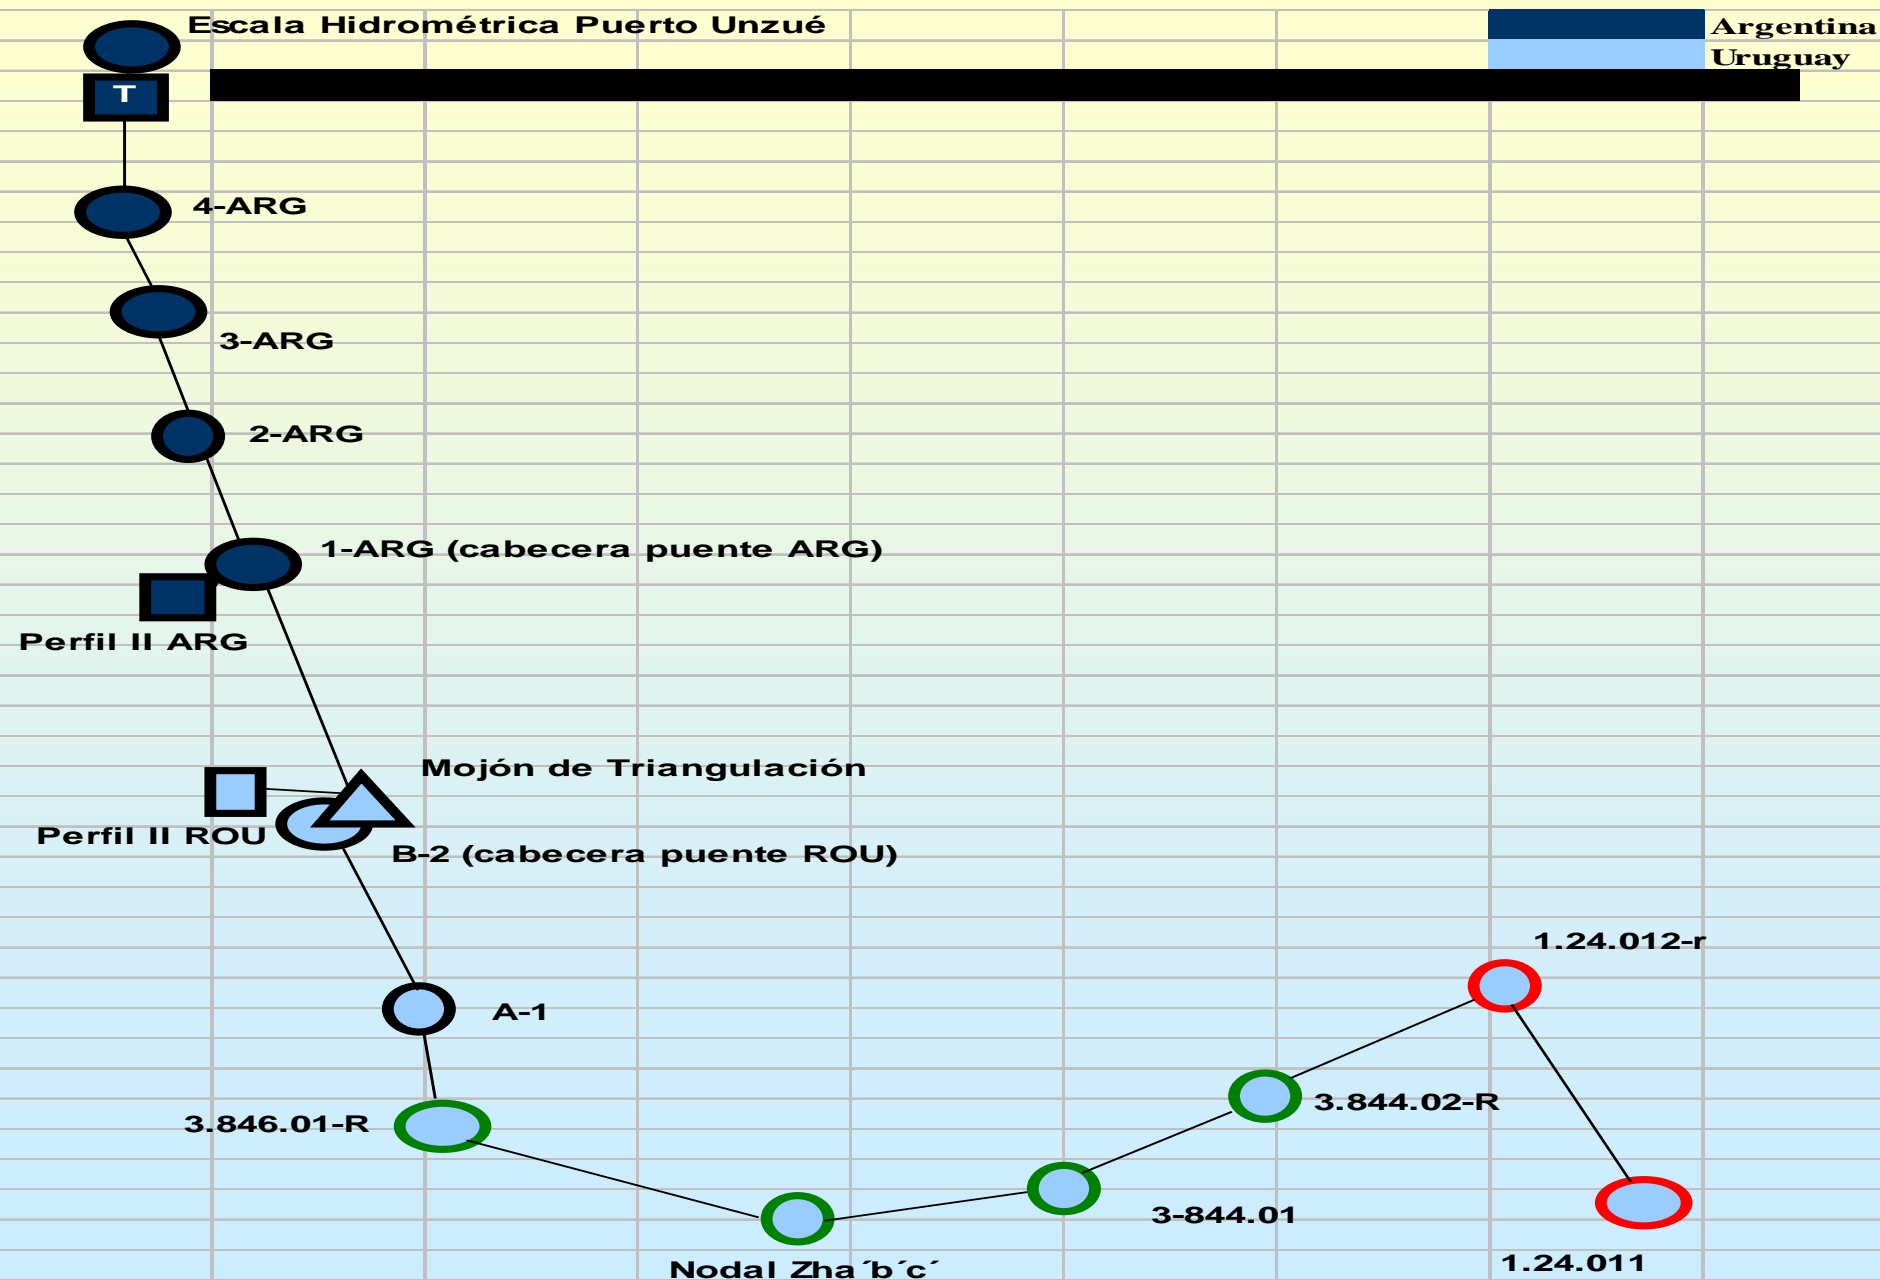 Escala Hidrométrica Puerto Unzué
Argentina
Uruguay
T
4-ARG
3-ARG
2-ARG
1-ARG (cabecera puente ARG)
Perfil II ARG
Mojón de Triangulación
Perfil II ROU
B-2 (cabecera puente ROU)
1.24.012-r
A-1
3.844.02-R
3.846.01-R
3-844.01
1.24.011
Nodal Zha´b´c´